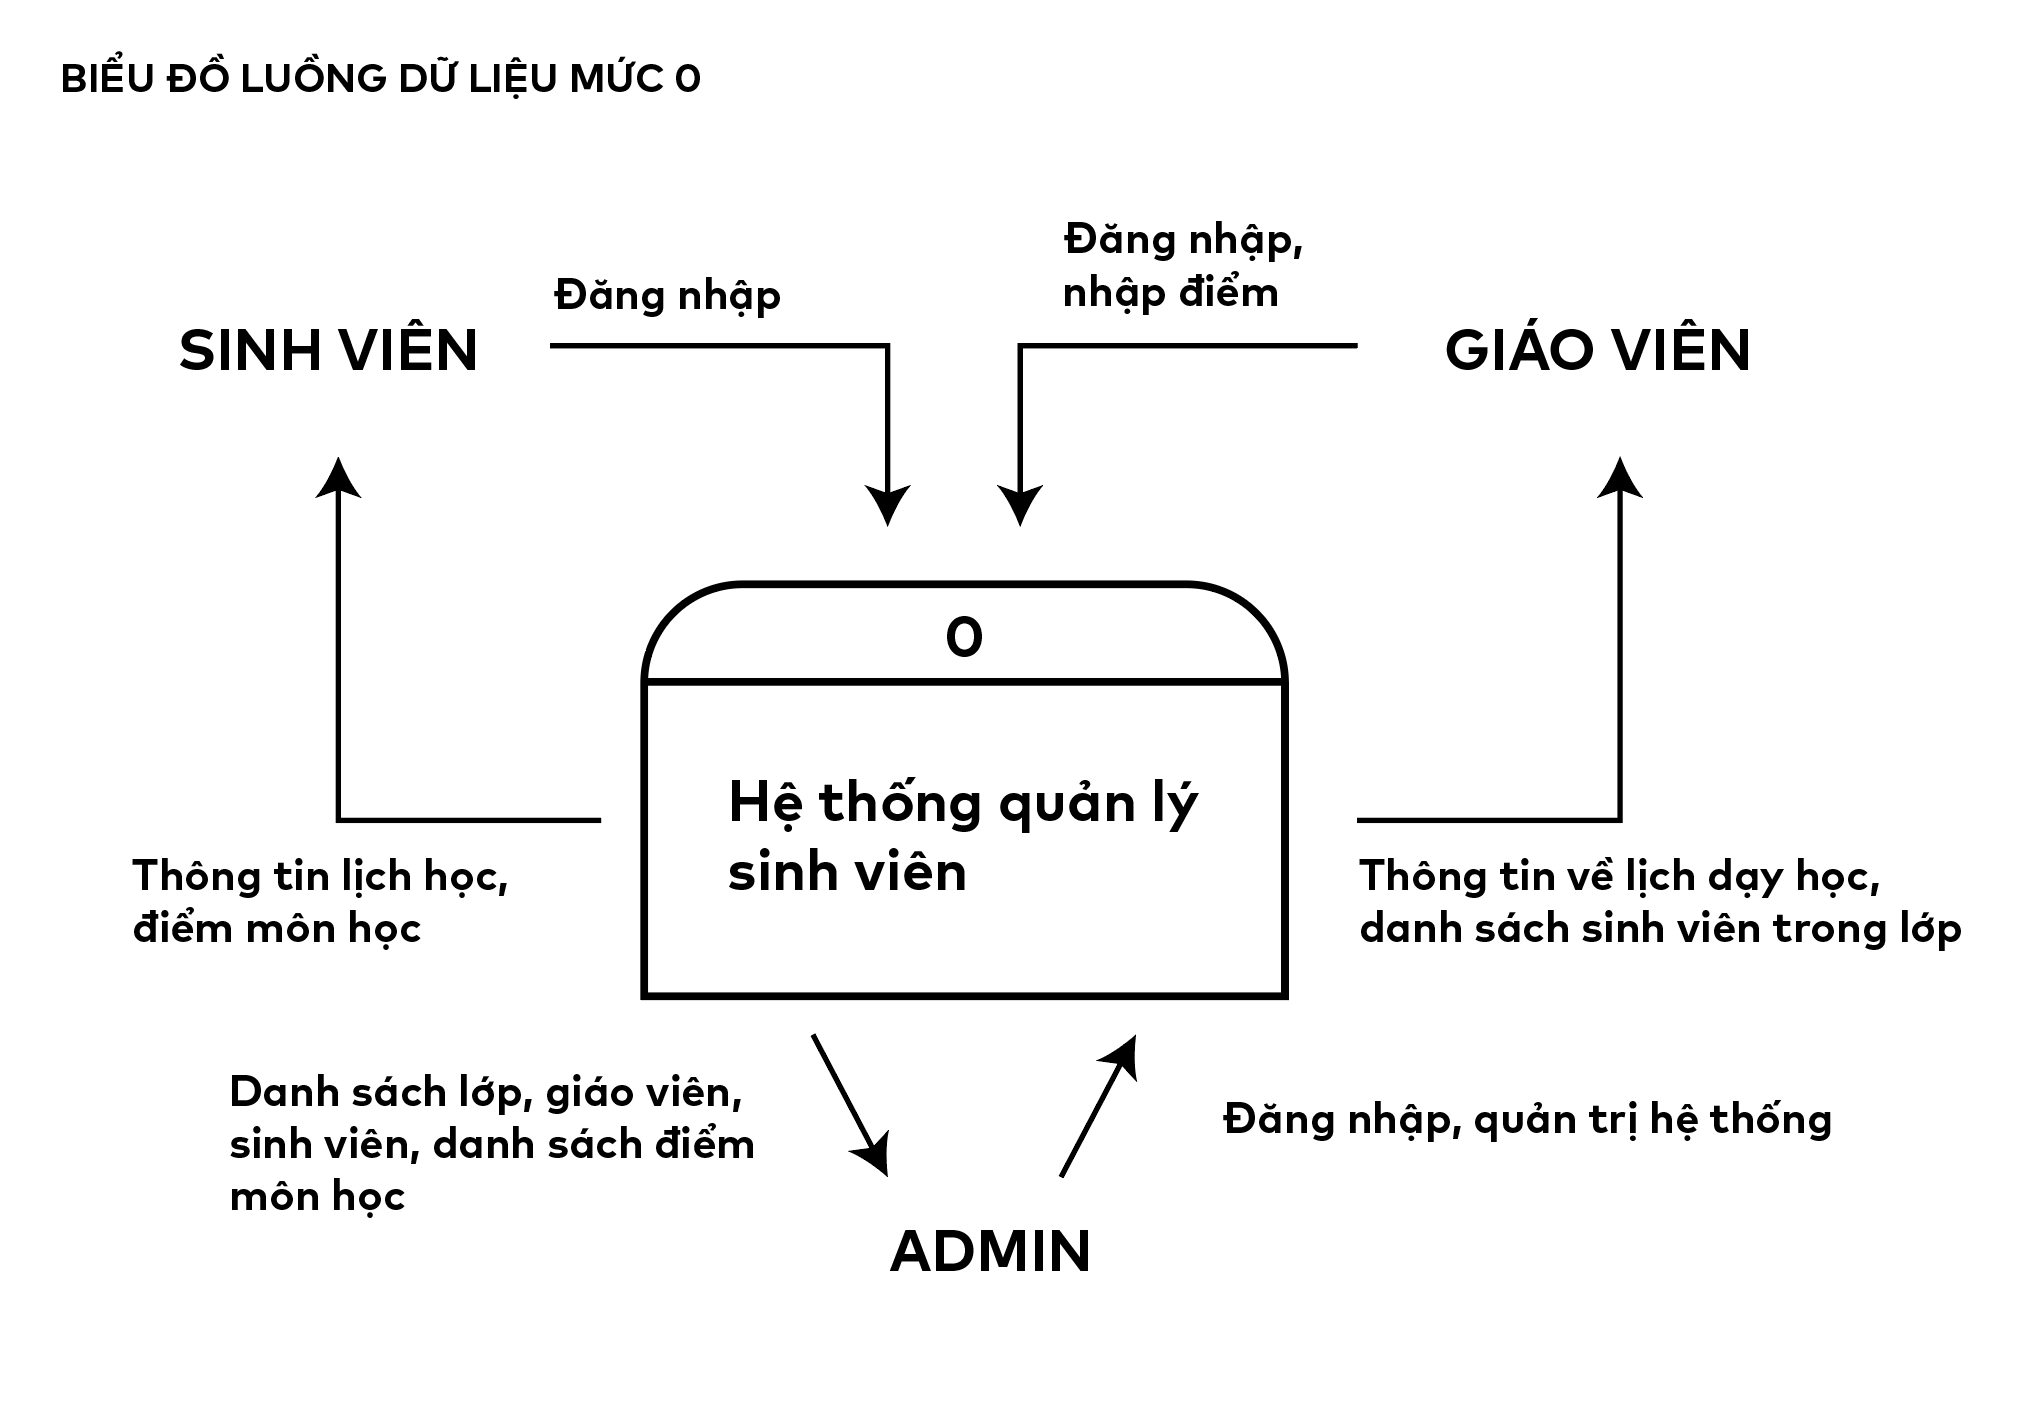 BIỂU ĐỒ LUỒNG DỮ LIỆU MỨC 0
Đăng nhập,
nhập điểm
Đăng nhập
SINH VIÊN
GIÁO VIÊN
0
Hệ thống quản lý
sinh viên
Thông tin lịch học,
điểm môn học
Thông tin về lịch dạy học,
danh sách sinh viên trong lớp
Danh sách lớp, giáo viên,
sinh viên, danh sách điểm
môn học
Đăng nhập, quản trị hệ thống
ADMIN